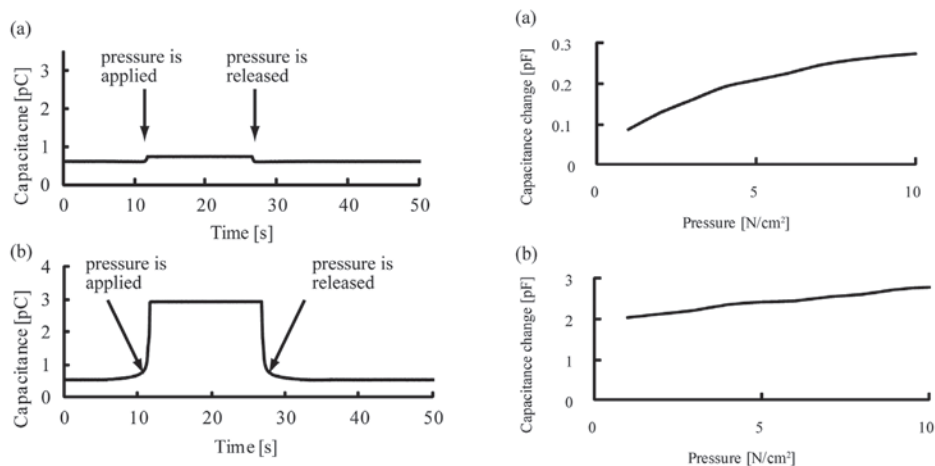 (a)
pressure is
applied
pressure is
released
Capacitacne [pC]
3
2
1
0
0 10 20 30 40 50
Time [s]
(b)
pressure is
applied
pressure is
released
Capacitance [pC]
4
3
2
1
0
0 10 20 30 40 50
Time [s]
(a)
Capacitance change [pF]
0.3
0.2
0.1
0
0 5 10
Pressure [N/cm²]
(b)
Capacitance change [pF]
3
2
1
0
0 5 10
Pressure [N/cm²]